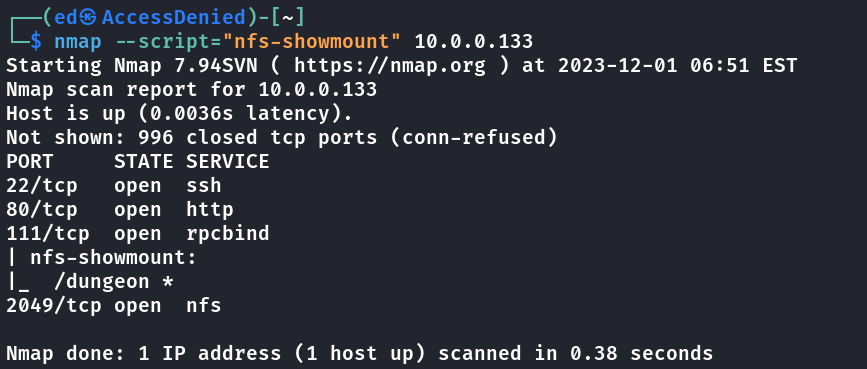 ┌──(ed㉿AccessDenied)-[~]
└─$ nmap --script="nfs-showmount" 10.0.0.133
Starting Nmap 7.94SVN ( https://nmap.org ) at 2023-12-01 06:51 EST
Nmap scan report for 10.0.0.133
Host is up (0.0036s latency).
Not shown: 996 closed tcp ports (conn-refused)
PORT     STATE SERVICE
22/tcp   open  ssh
80/tcp   open  http
111/tcp  open  rpcbind
| nfs-showmount:
|_  /dungeon *
2049/tcp open  nfs
Nmap done: 1 IP address (1 host up) scanned in 0.38 seconds